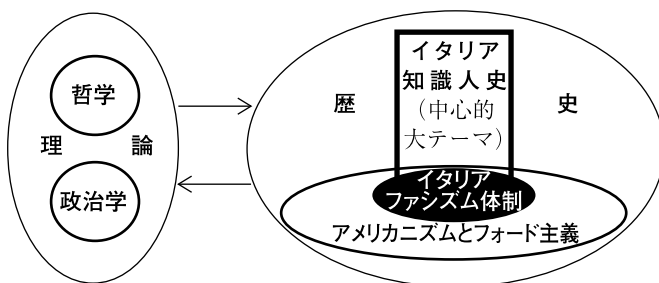 哲学
理 論
政治学
イタリア
知識人史
(中心的
大テーマ)
歴 史
イタリア
ファシズム体制
アメリカニズムとフォード主義